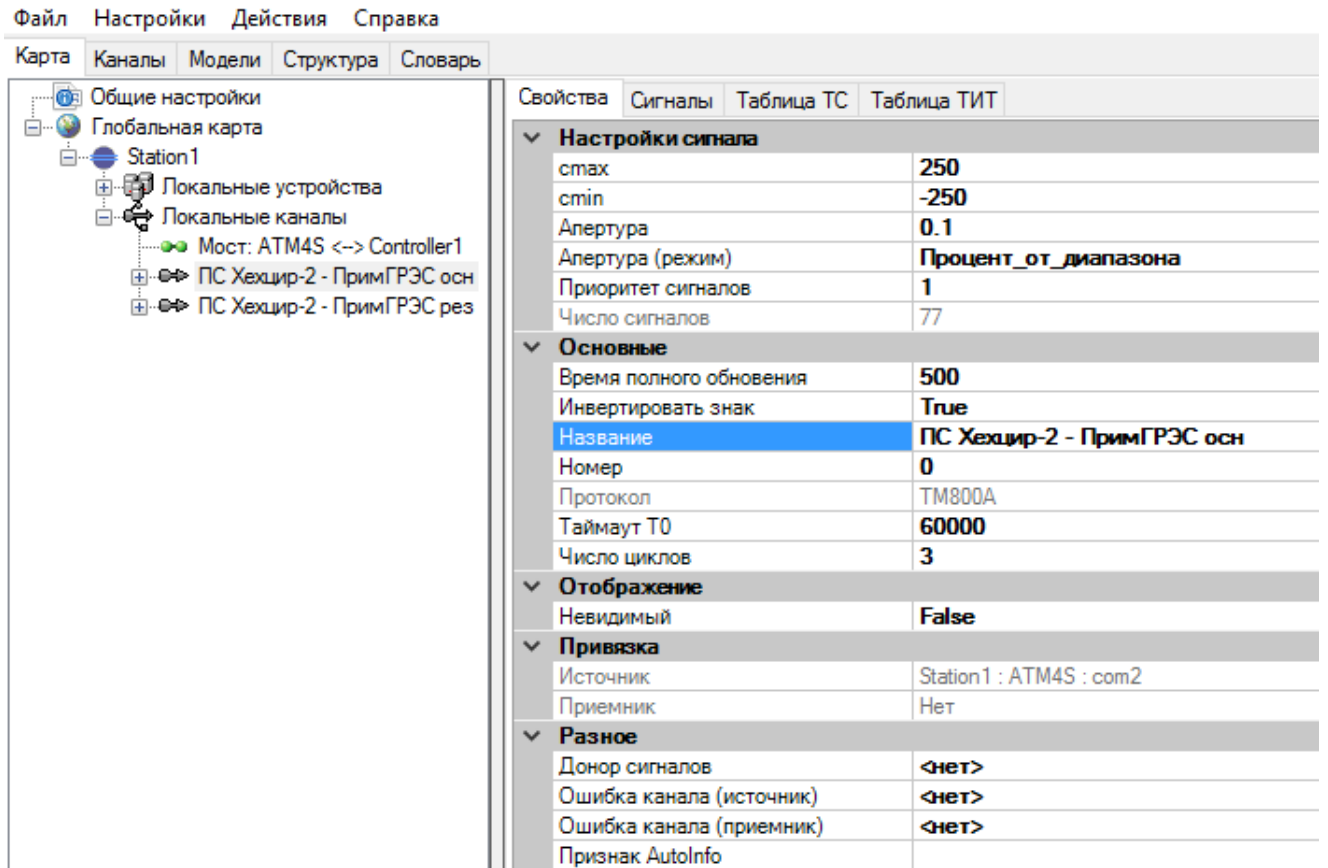 Файл Настройки Действия Справка
Карта Каналы Модели Структура Словарь
Общие настройки
Глобальная карта
Station1
Локальные устройства
Локальные каналы
Мост: ATM4S <--> Controller1
ПС Хехцир-2 - ПримГРЭС осн
ПС Хехцир-2 - ПримГРЭС рез
Свойства Сигналы Таблица ТС Таблица ТИТ
Настройки сигнала
cmax 250
cmin -250
Апертура 0.1
Апертура (режим) Процент_от_диапазона
Приоритет сигналов 1
Число сигналов 77
Основные
Время полного обновения 500
Инвертировать знак True
Название ПС Хехцир-2 - ПримГРЭС осн
Номер 0
Протокол TM800A
Таймаут T0 60000
Число циклов 3
Отображение
Невидимый False
Привязка
Источник Station1 : ATM4S : com2
Приемник Нет
Разное
Донор сигналов <нет>
Ошибка канала (источник) <нет>
Ошибка канала (приемник) <нет>
Признак AutoInfo